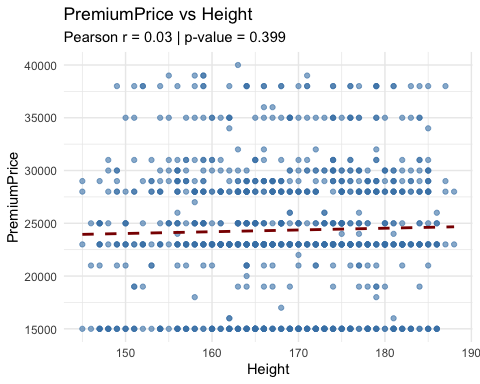 PremiumPrice vs Height
Pearson r = 0.03 | p-value = 0.399
40000
35000
30000
25000
20000
15000
PremiumPrice
150
160
170
180
190
Height